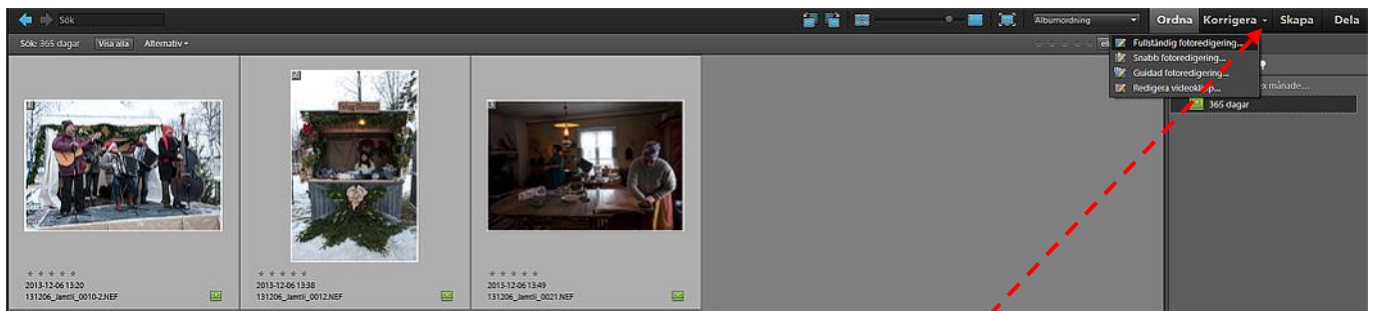 Sök
Albumordning
Ordna Korrigera Skapa Dela
Sök: 365 dagar Visa alla Alternativ
Fullständig fotoredigering...
Snabb fotoredigering...
Guidad fotoredigering...
Redigera videoklipp...
månade...
365 dagar
2013-12-06 13:20
131206_Jamtli_0010-2.NEF
2013-12-06 13:38
131206_Jamtli_0012.NEF
2013-12-06 13:49
131206_Jamtli_0021.NEF